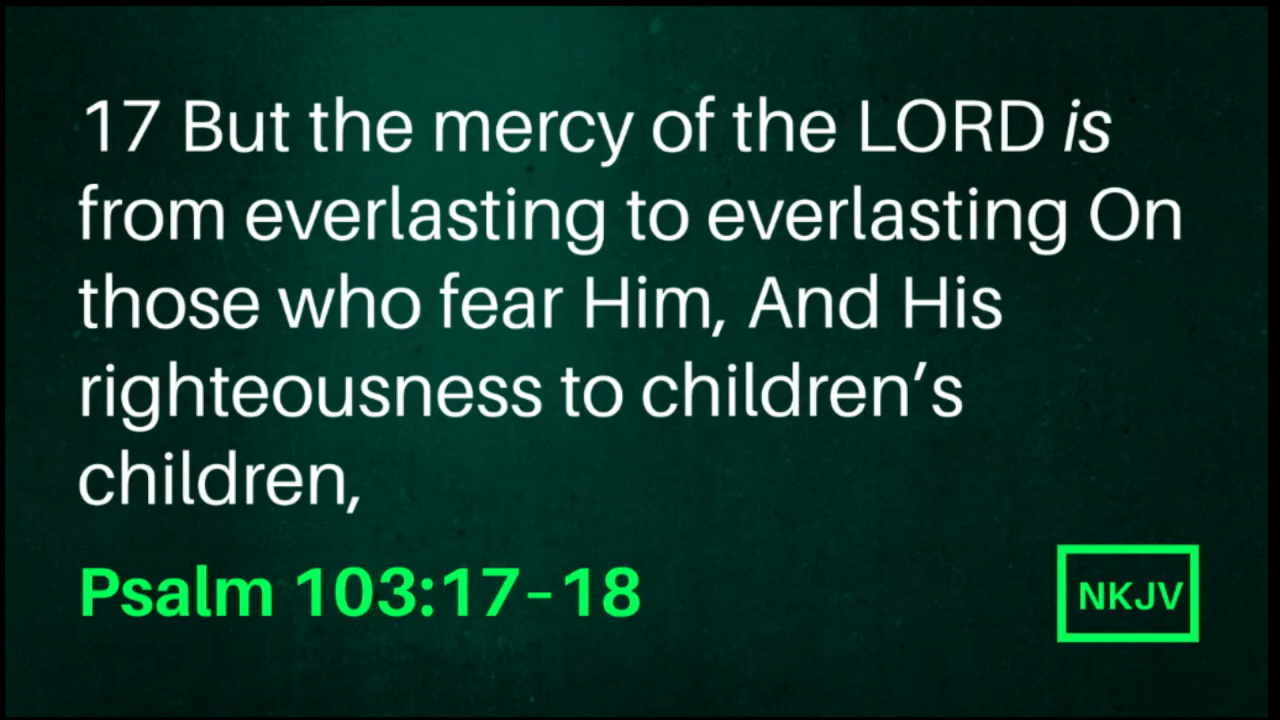 17 But the mercy of the LORD is
from everlasting to everlasting On
those who fear Him, And His
righteousness to children’s
children,
Psalm 103:17–18
NKJV